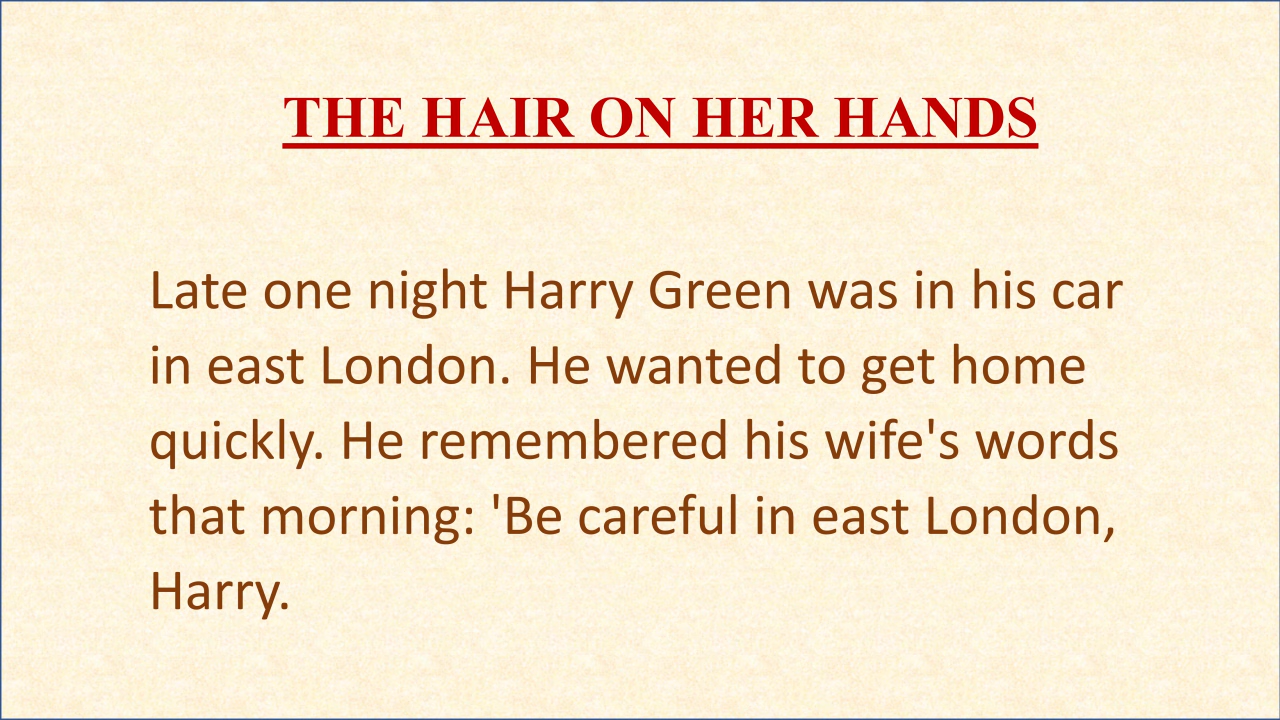 THE HAIR ON HER HANDS
Late one night Harry Green was in his car
in east London. He wanted to get home
quickly. He remembered his wife's words
that morning: 'Be careful in east London,
Harry.